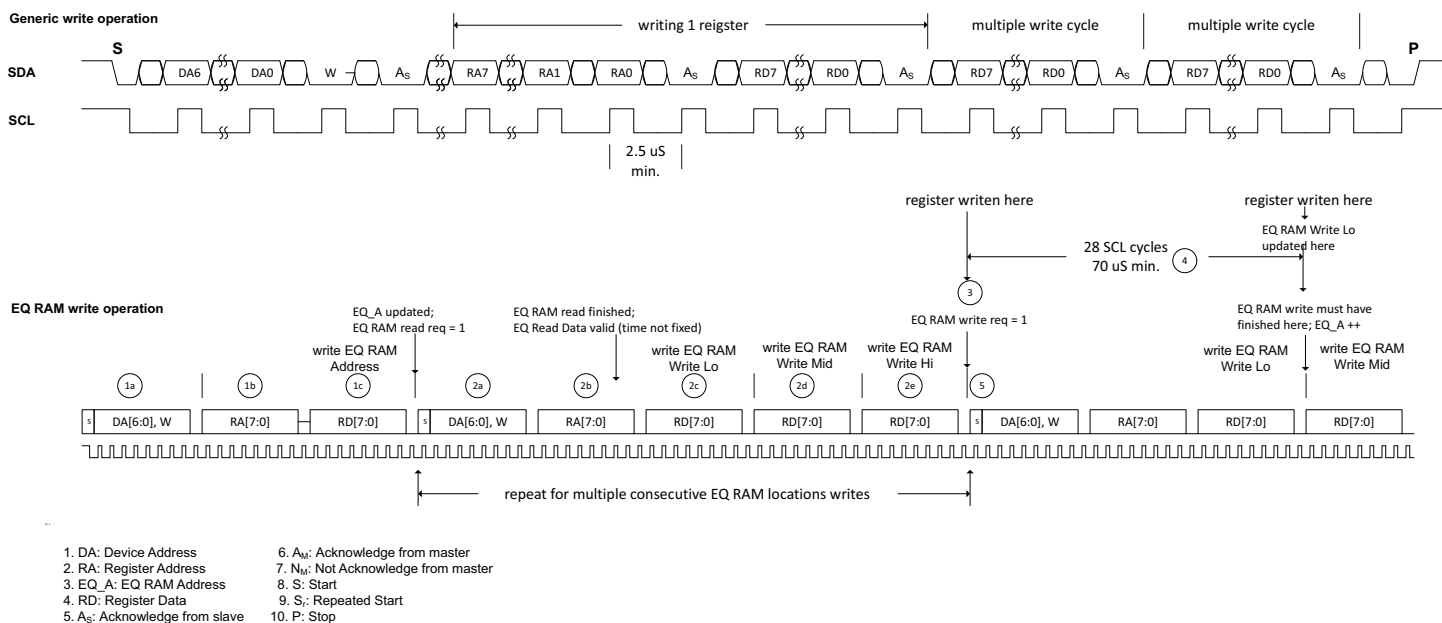 Generic write operation
writing 1 reigster
multiple write cycle
multiple write cycle
S
P
SDA
DA6
DA0
W
As
RA7
RA1
RA0
As
RD7
RD0
As
RD7
RD0
As
RD7
RD0
As
SCL
2.5 uS
min.
register writen here
register writen here
EQ RAM Write Lo
updated here
28 SCL cycles
70 uS min.
4
3
EQ RAM write operation
EQ_A updated;
EQ RAM read req = 1
EQ RAM read finished;
EQ Read Data valid (time not fixed)
EQ RAM write req = 1
EQ RAM write must have
finished here; EQ_A ++
write EQ RAM
Address
write EQ RAM
Write Lo
write EQ RAM
Write Mid
write EQ RAM
Write Hi
write EQ RAM
Write Lo
write EQ RAM
Write Mid
1a
1b
1c
2a
2b
2c
2d
2e
5
s
DA[6:0], W
RA[7:0]
RD[7:0]
s
DA[6:0], W
RA[7:0]
RD[7:0]
RD[7:0]
RD[7:0]
s
DA[6:0], W
RA[7:0]
RD[7:0]
RD[7:0]
repeat for multiple consecutive EQ RAM locations writes
1. DA: Device Address
2. RA: Register Address
3. EQ_A: EQ RAM Address
4. RD: Register Data
5. As: Acknowledge from slave
6. AM: Acknowledge from master
7. NM: Not Acknowledge from master
8. S: Start
9. Sr: Repeated Start
10. P: Stop